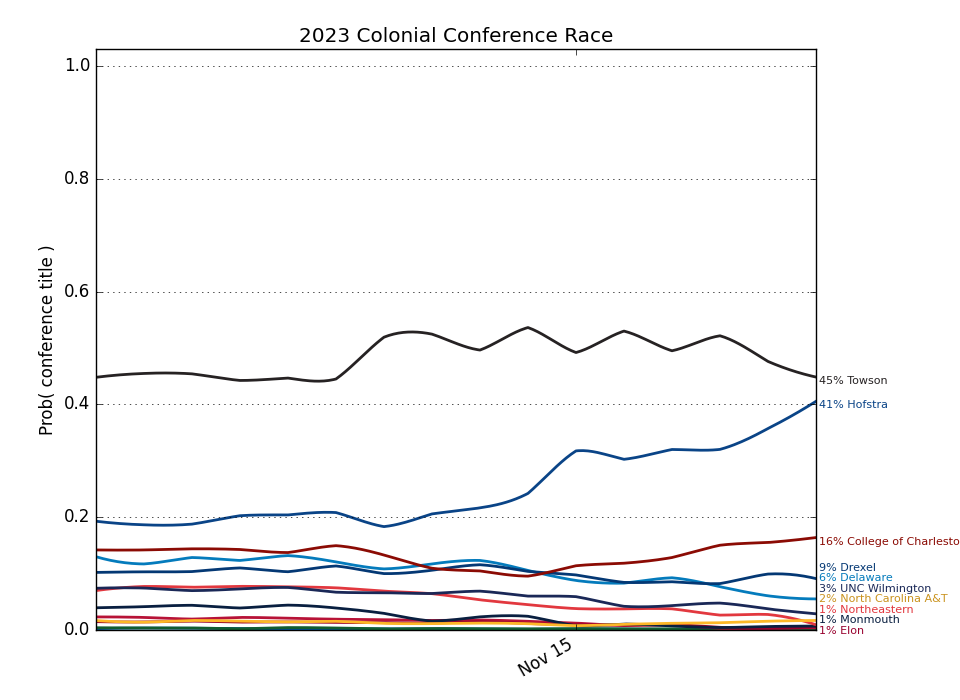 2023 Colonial Conference Race
Prob( conference title )
1.0
0.8
0.6
0.4
0.2
0.0
Nov 15
45% Towson
41% Hofstra
16% College of Charlesto
9% Drexel
6% Delaware
3% UNC Wilmington
2% North Carolina A&T
1% Northeastern
1% Monmouth
1% Elon